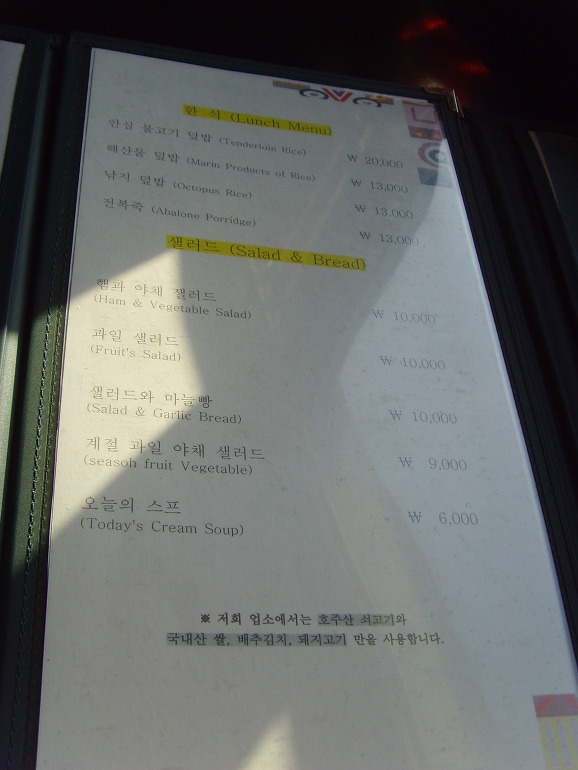 한 식 (Lunch Menu)
안심 불고기 덮밥 (Tenderloin Rice) ₩ 20,000
해산물 덮밥 (Marin Products of Rice) ₩ 13,000
낚지 덮밥 (Octopus Rice) ₩ 13,000
전복죽 (Abalone Porridge) ₩ 13,000
샐러드 (Salad & Bread)
햄과 야채 샐러드
(Ham & Vegetable Salad) ₩ 10,000
과일 샐러드
(Fruit's Salad) ₩ 10,000
샐러드와 마늘빵
(Salad & Garlic Bread) ₩ 10,000
계절 과일 야채 샐러드
(seasoh fruit Vegetable) ₩ 9,000
오늘의 스프
(Today's Cream Soup) ₩ 6,000
※ 저희 업소에서는 호주산 쇠고기와
국내산 쌀, 배추김치, 돼지고기 만을 사용합니다.